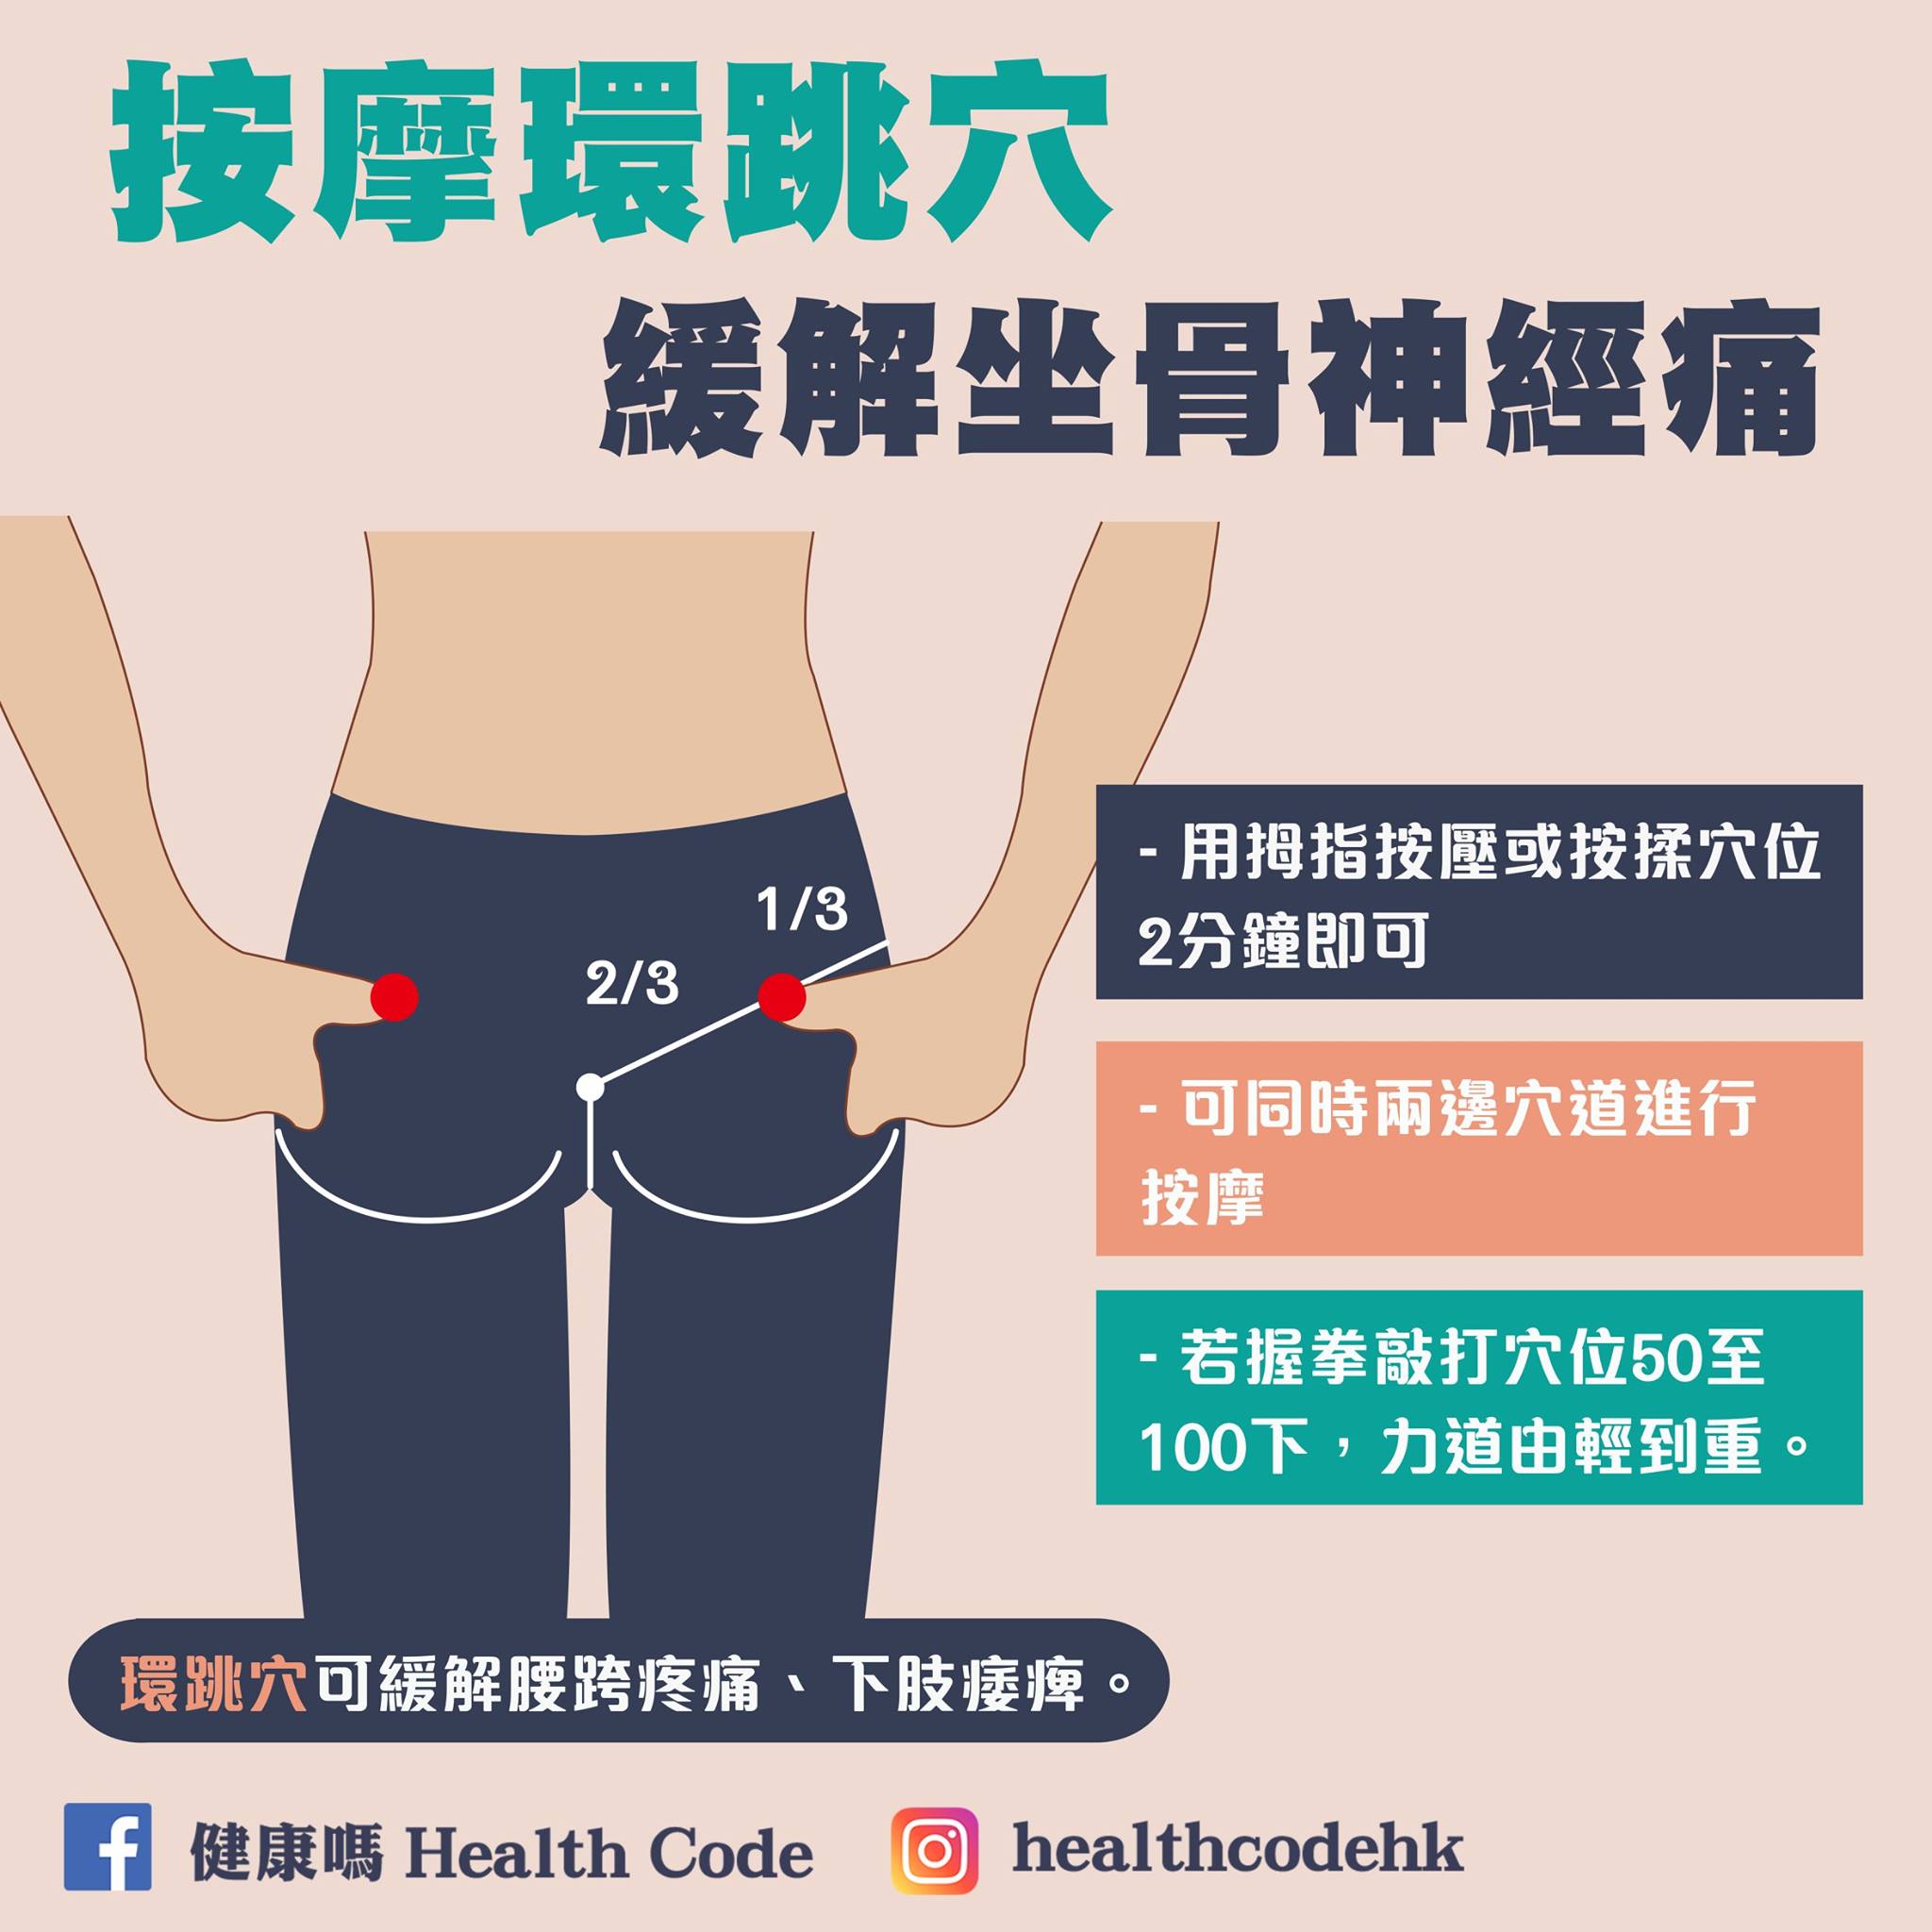 按摩環跳穴
緩解坐骨神經痛
1/3
2/3
- 用拇指按壓或按揉穴位
2分鐘即可
- 可同時兩邊穴道進行
按摩
- 若握拳敲打穴位50至
100下，力道由輕到重。
環跳穴可緩解腰跨疼痛、下肢痿痺。
健康嗎 Health Code
healthcodehk